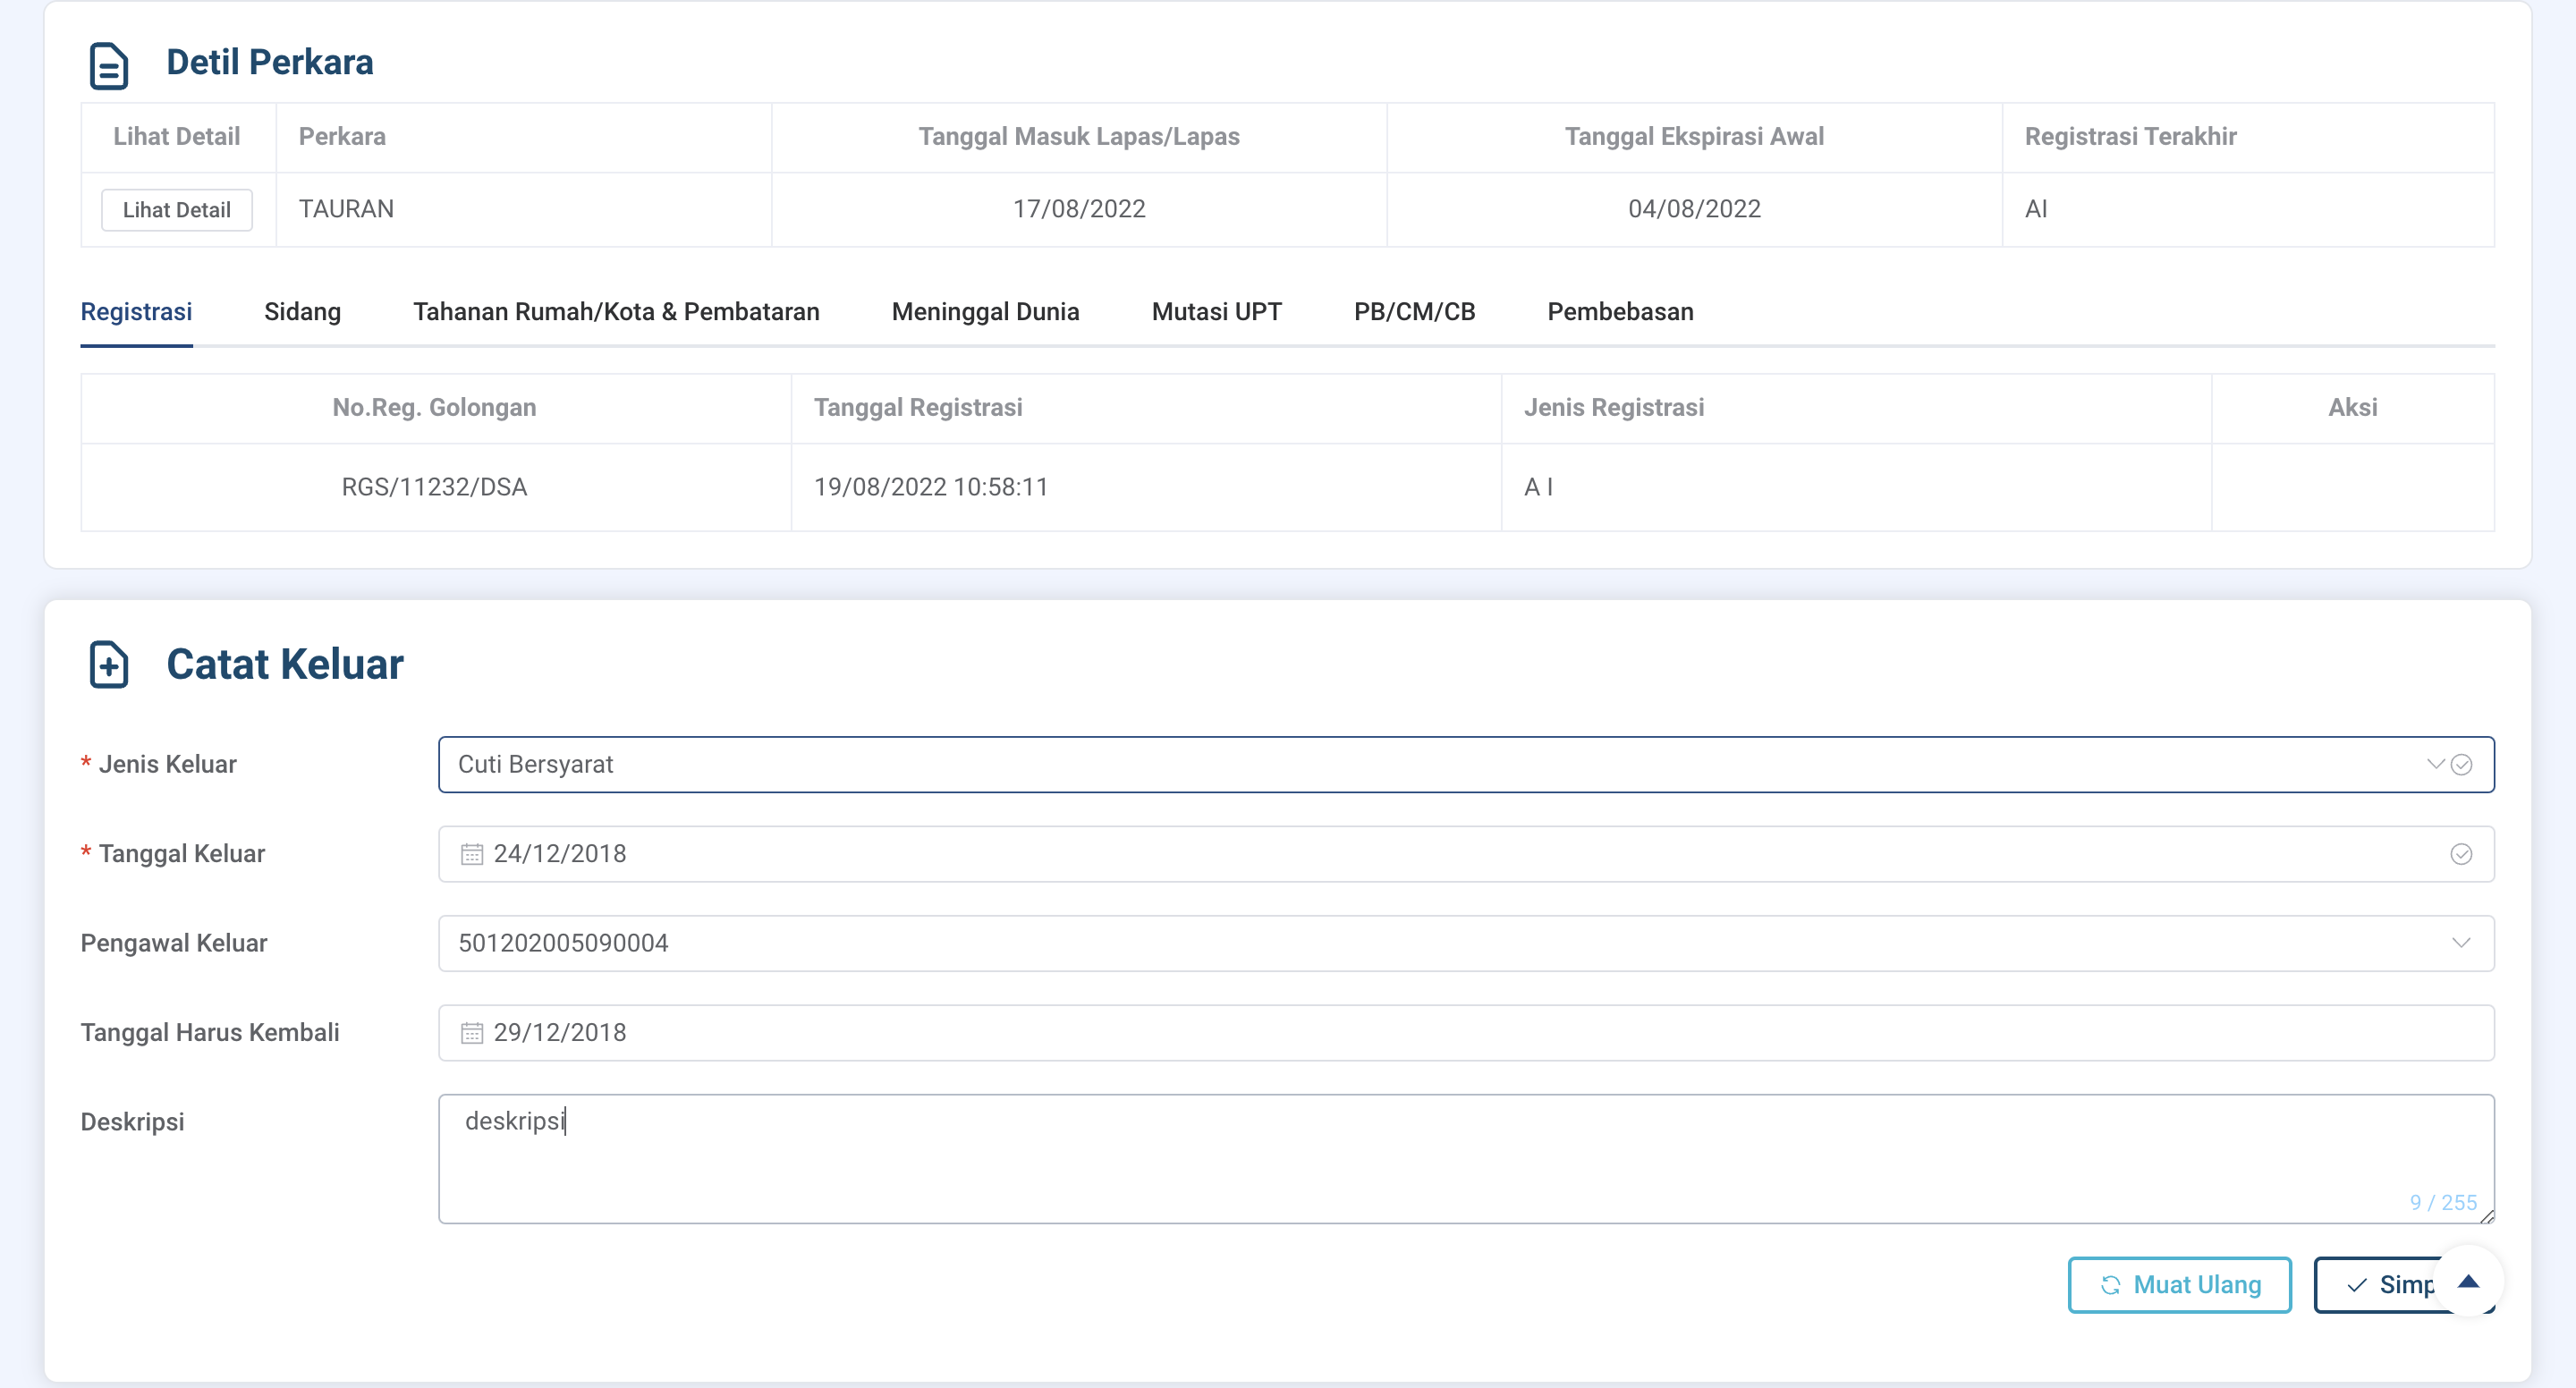 Detil Perkara
Lihat Detail Perkara Tanggal Masuk Lapas/Lapas Tanggal Ekspirasi Awal Registrasi Terakhir
Lihat Detail TAURAN 17/08/2022 04/08/2022 AI
Registrasi Sidang Tahanan Rumah/Kota & Pembataran Meninggal Dunia Mutasi UPT PB/CM/CB Pembebasan
No.Reg. Golongan Tanggal Registrasi Jenis Registrasi Aksi
RGS/11232/DSA 19/08/2022 10:58:11 A I
Catat Keluar
* Jenis Keluar Cuti Bersyarat
* Tanggal Keluar 24/12/2018
Pengawal Keluar 501202005090004
Tanggal Harus Kembali 29/12/2018
Deskripsi deskripsi
9 / 255
Muat Ulang